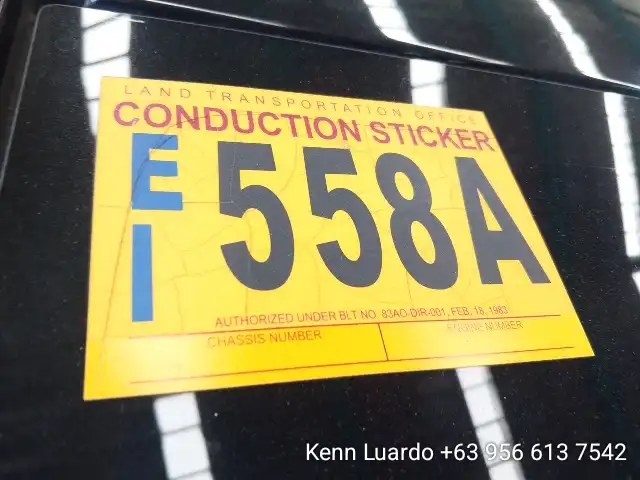 LAND TRANSPORTATION OFFICE
CONDUCTION STICKER
E
I
558A
AUTHORIZED UNDER BLT NO. 83AO-DIR-001, FEB. 18, 1983
CHASSIS NUMBER
ENGINE NUMBER
Kenn Luardo +63 956 613 7542